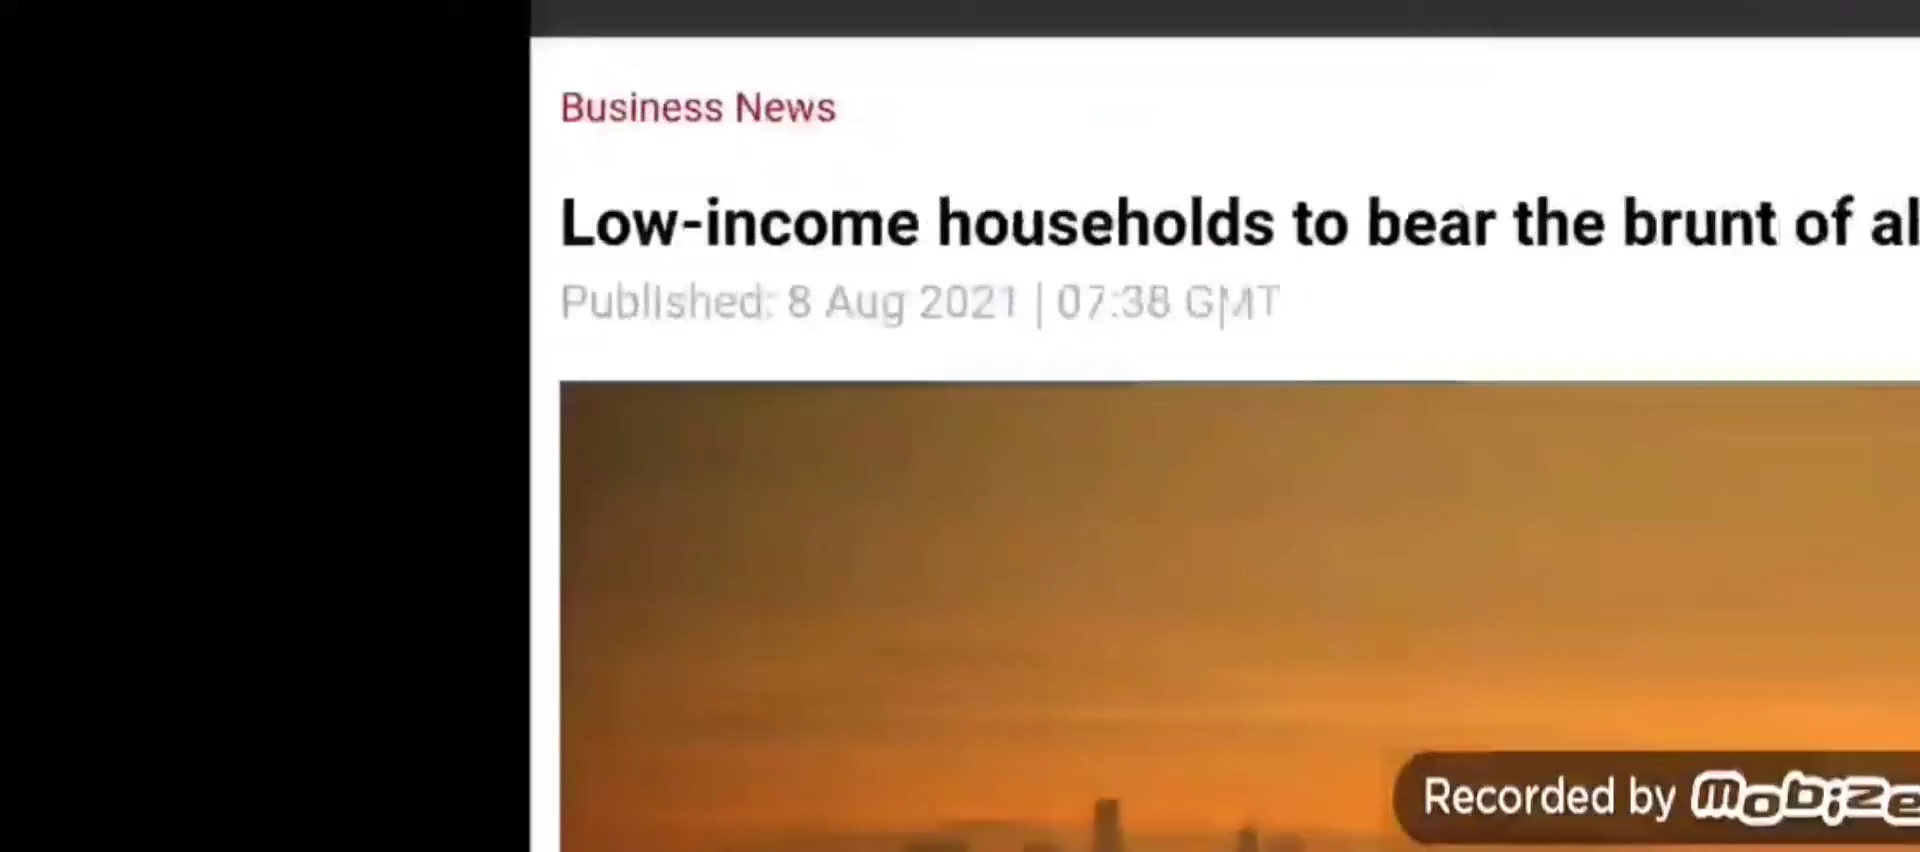 Business News
Low-income households to bear the brunt of al
Published: 8 Aug 2021 | 07:38 GMT
Recorded by mobize